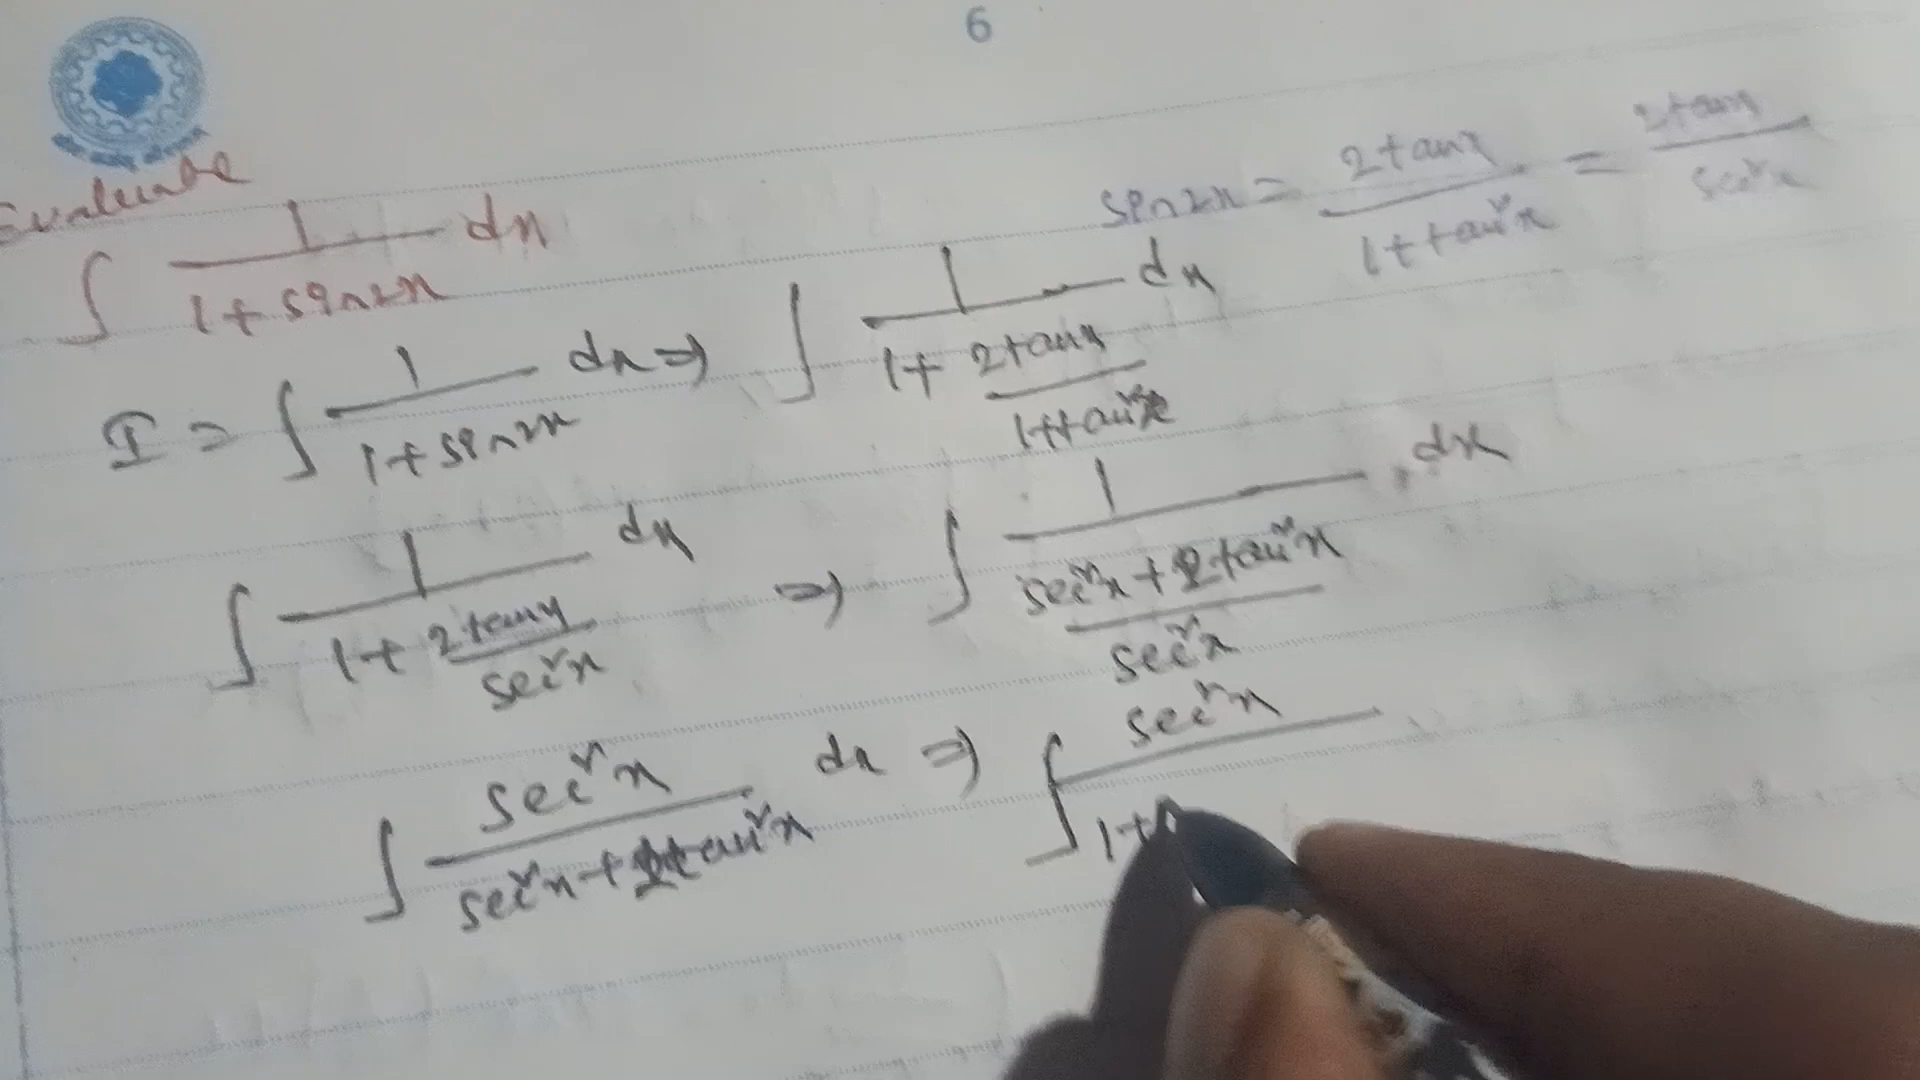 6
Evaluate
∫ 1/(1+sin2x) dx
sin2x = 2tanx/(1+tan²x) = 2tanx/sec²x
I = ∫ 1/(1+sin2x) dx ⇒ ∫ 1/(1+ 2tanx/(1+tan²x)) dx
∫ 1/(1+ 2tanx/sec²x) dx ⇒ ∫ 1/((sec²x+2tan²x)/sec²x) . dx
∫ sec²x/(sec²x+2tan²x) dx ⇒ ∫ sec²x/(1+